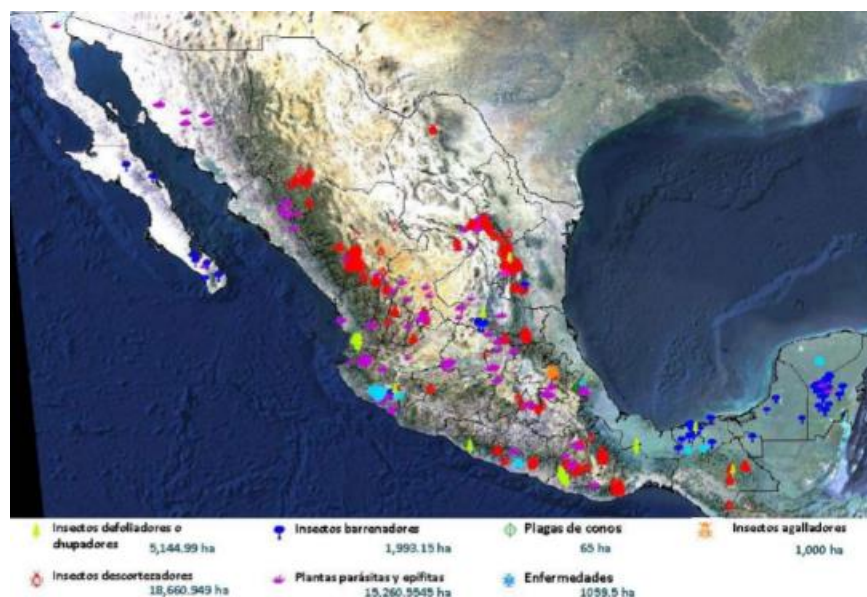 Insectos defoliadores o
chupadores
5,144.99 ha
Insectos barrenadores
1,993.15 ha
Plagas de conos
65 ha
Insectos agalladores
1,000 ha
Insectos descortezadores
18,660.949 ha
Plantas parásitas y epífitas
15,260.5545 ha
Enfermedades
1059.5 ha